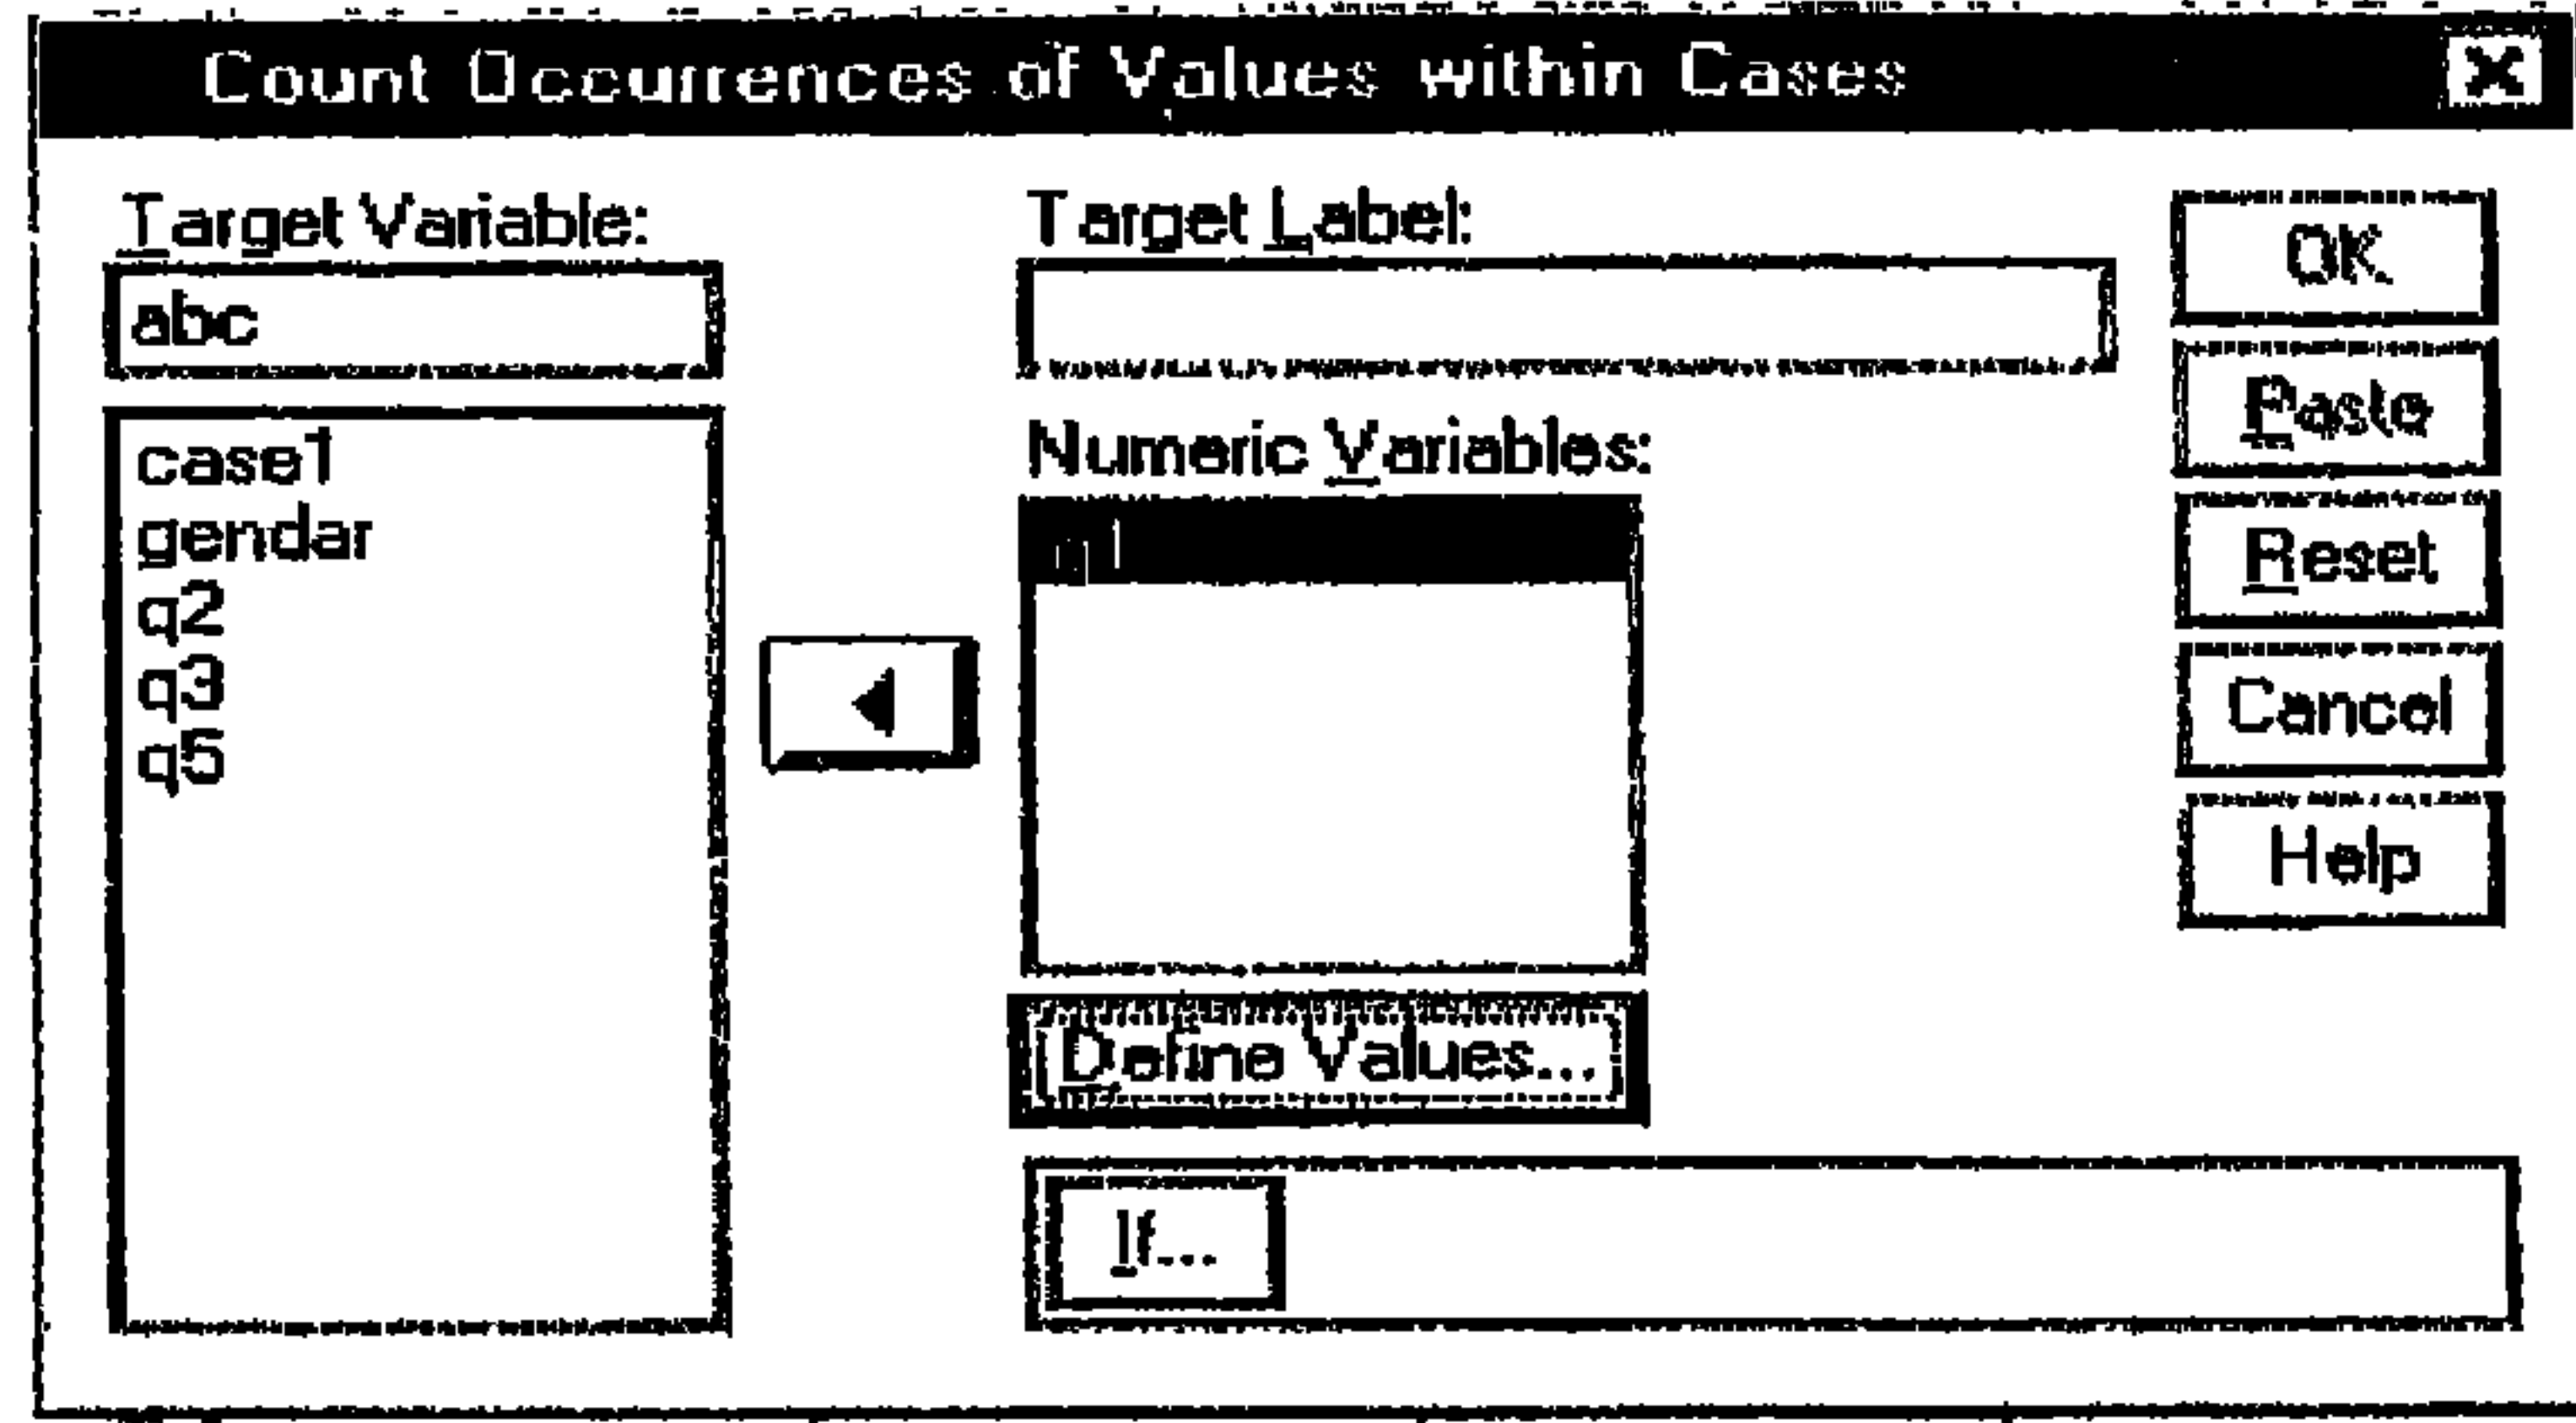 Count Occurrences of Values within Cases
Target Variable:
abc
case1
gendar
q2
q3
q5
Target Label:
Numeric Variables:
q1
Define Values...
If...
OK
Paste
Reset
Cancel
Help